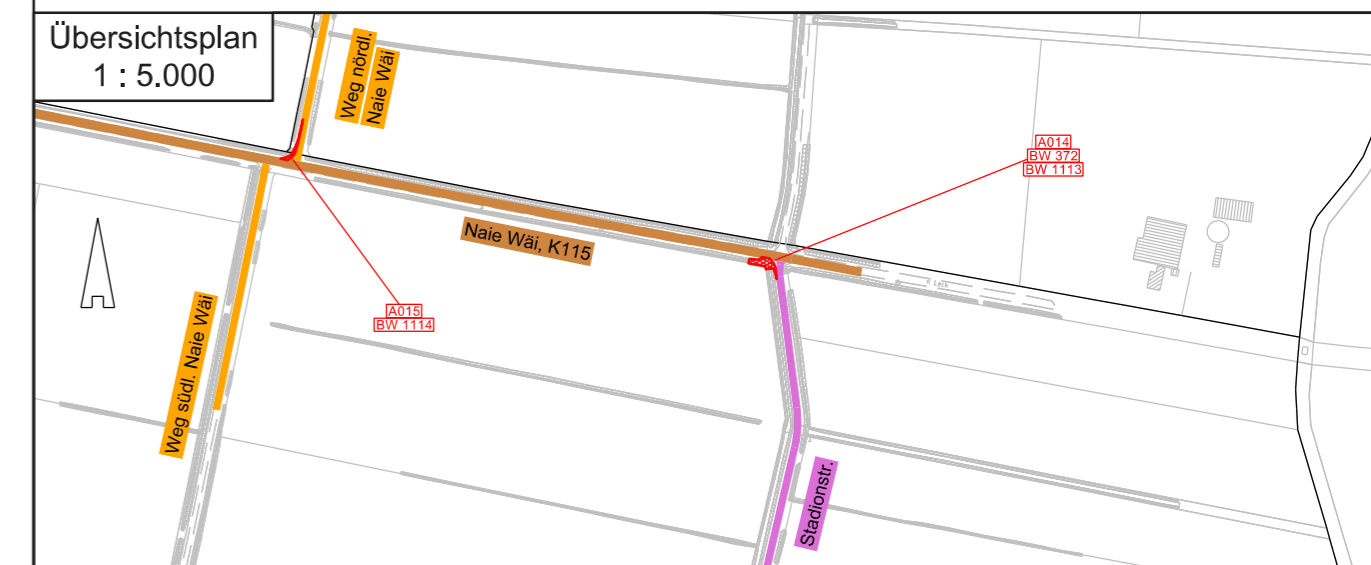 Übersichtsplan
1 : 5.000
Weg nördl.
Naie Wäi
A014
BW 372
BW 1113
Naie Wäi, K115
A015
BW 1114
Weg südl. Naie Wäi
Stadionstr.